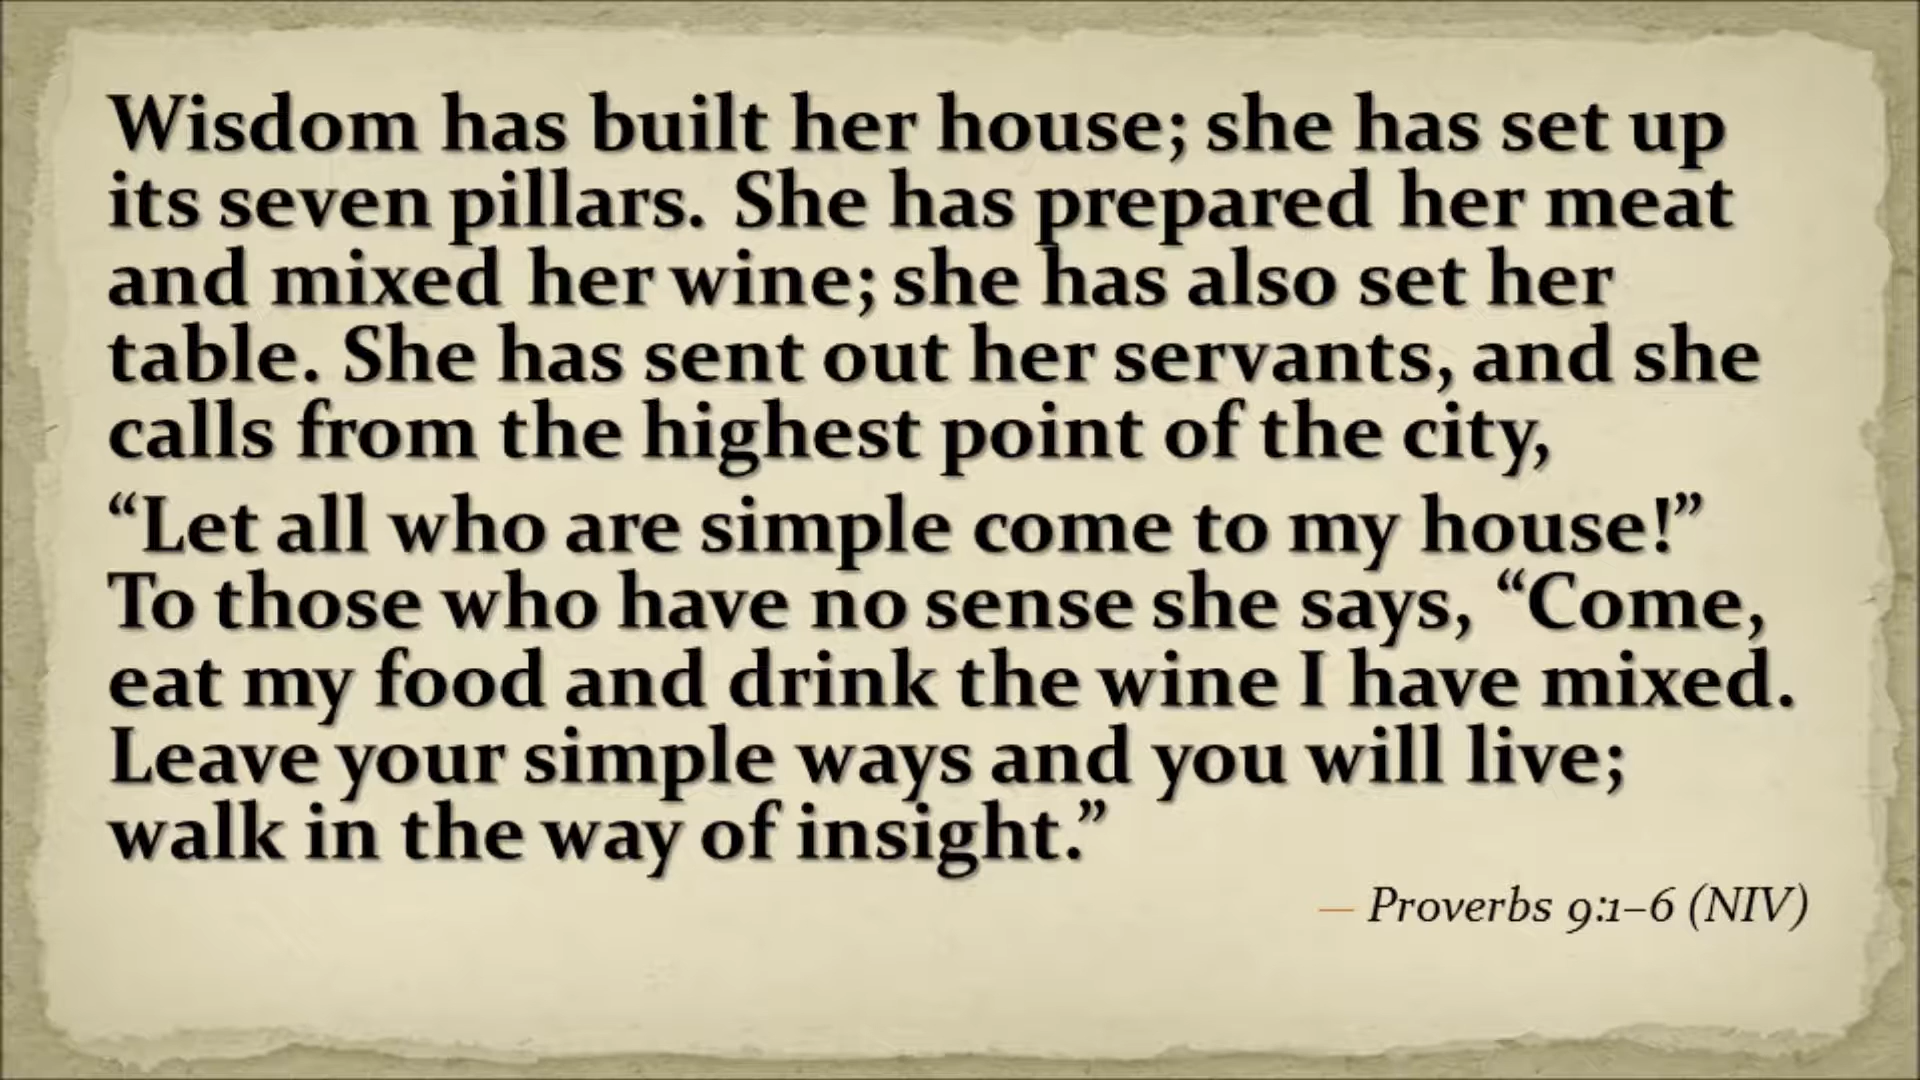 Wisdom has built her house; she has set up
its seven pillars. She has prepared her meat
and mixed her wine; she has also set her
table. She has sent out her servants, and she
calls from the highest point of the city,
“Let all who are simple come to my house!”
To those who have no sense she says, “Come,
eat my food and drink the wine I have mixed.
Leave your simple ways and you will live;
walk in the way of insight.”
— Proverbs 9:1–6 (NIV)